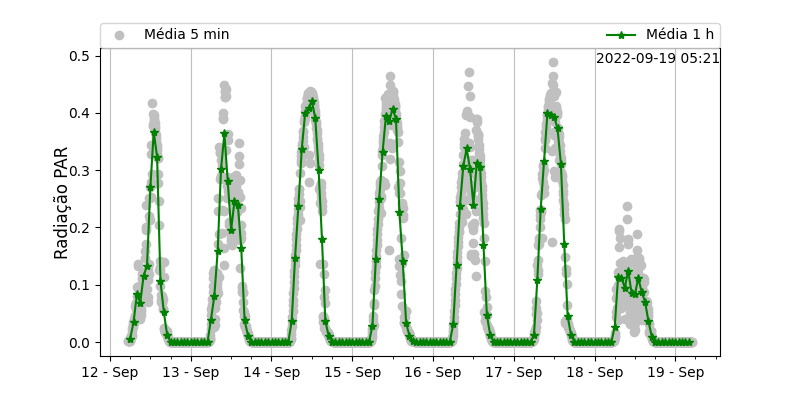 Média 5 min
Média 1 h
2022-09-19 05:21
Radiação PAR
0.5
0.4
0.3
0.2
0.1
0.0
12 - Sep
13 - Sep
14 - Sep
15 - Sep
16 - Sep
17 - Sep
18 - Sep
19 - Sep